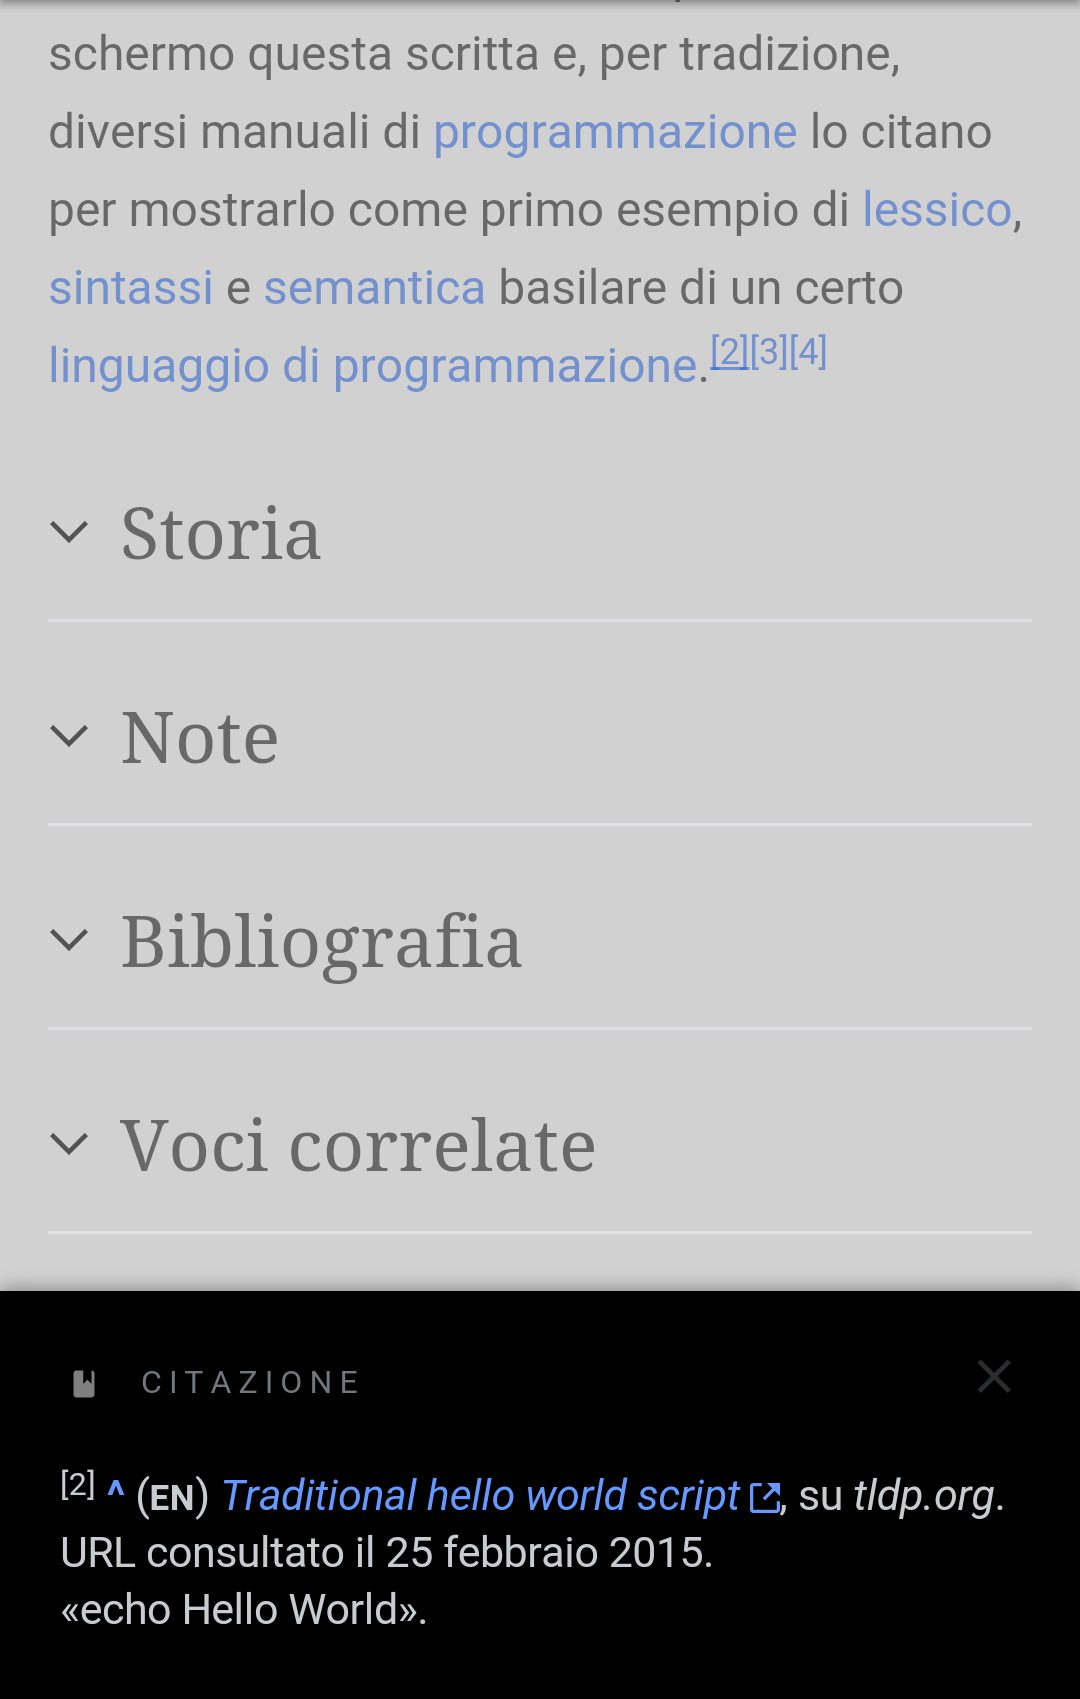 schermo questa scritta e, per tradizione,
diversi manuali di programmazione lo citano
per mostrarlo come primo esempio di lessico,
sintassi e semantica basilare di un certo
linguaggio di programmazione.[2][3][4]
Storia
Note
Bibliografia
Voci correlate
CITAZIONE
[2] ^ (EN) Traditional hello world script, su tldp.org.
URL consultato il 25 febbraio 2015.
«echo Hello World».